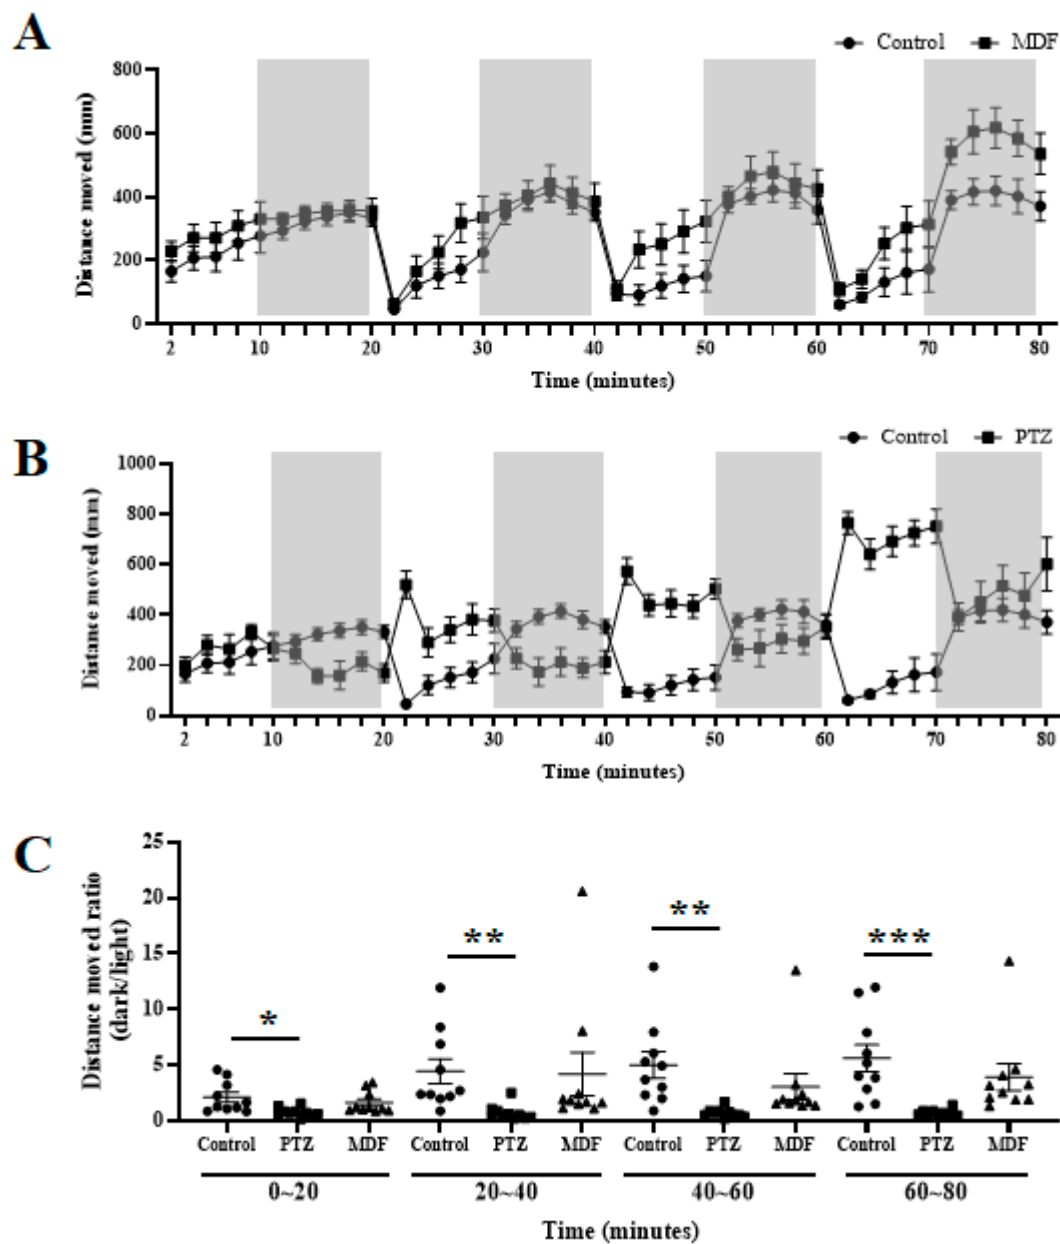 A
Control MDF
Distance moved (mm)
800
600
400
200
0
2 10 20 30 40 50 60 70 80
Time (minutes)
B
Control PTZ
Distance moved (mm)
1000
800
600
400
200
0
2 10 20 30 40 50 60 70 80
Time (minutes)
C
Distance moved ratio
(dark/light)
25
20
15
10
5
0
* ** ** ***
Control PTZ MDF Control PTZ MDF Control PTZ MDF Control PTZ MDF
0~20 20~40 40~60 60~80
Time (minutes)